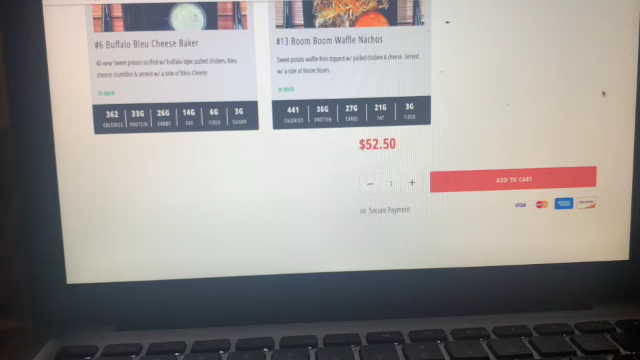 #6 Buffalo Bleu Cheese Baker
All-new Sweet potato stuffed w/ buffalo style pulled chicken, bleu
cheese crumbles & served w/ a side of Bleu Cheese
in stock
362 33G 26G 14G 6G 3G
CALORIES PROTEIN CARBS FAT FIBER SUGAR
#13 Boom Boom Waffle Nachos
Sweet potato waffle fries topped w/ pulled chicken & cheese. Served
w/ a side of Boom Boom.
in stock
441 36G 27G 21G 3G
CALORIES PROTEIN CARBS FAT FIBER
$52.50
— 1 +
ADD TO CART
Secure Payment
VISA